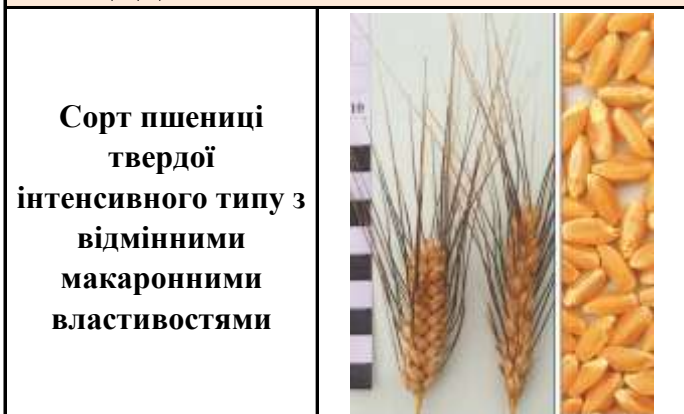 Сорт пшениці
твердої
інтенсивного типу з
відмінними
макаронними
властивостями